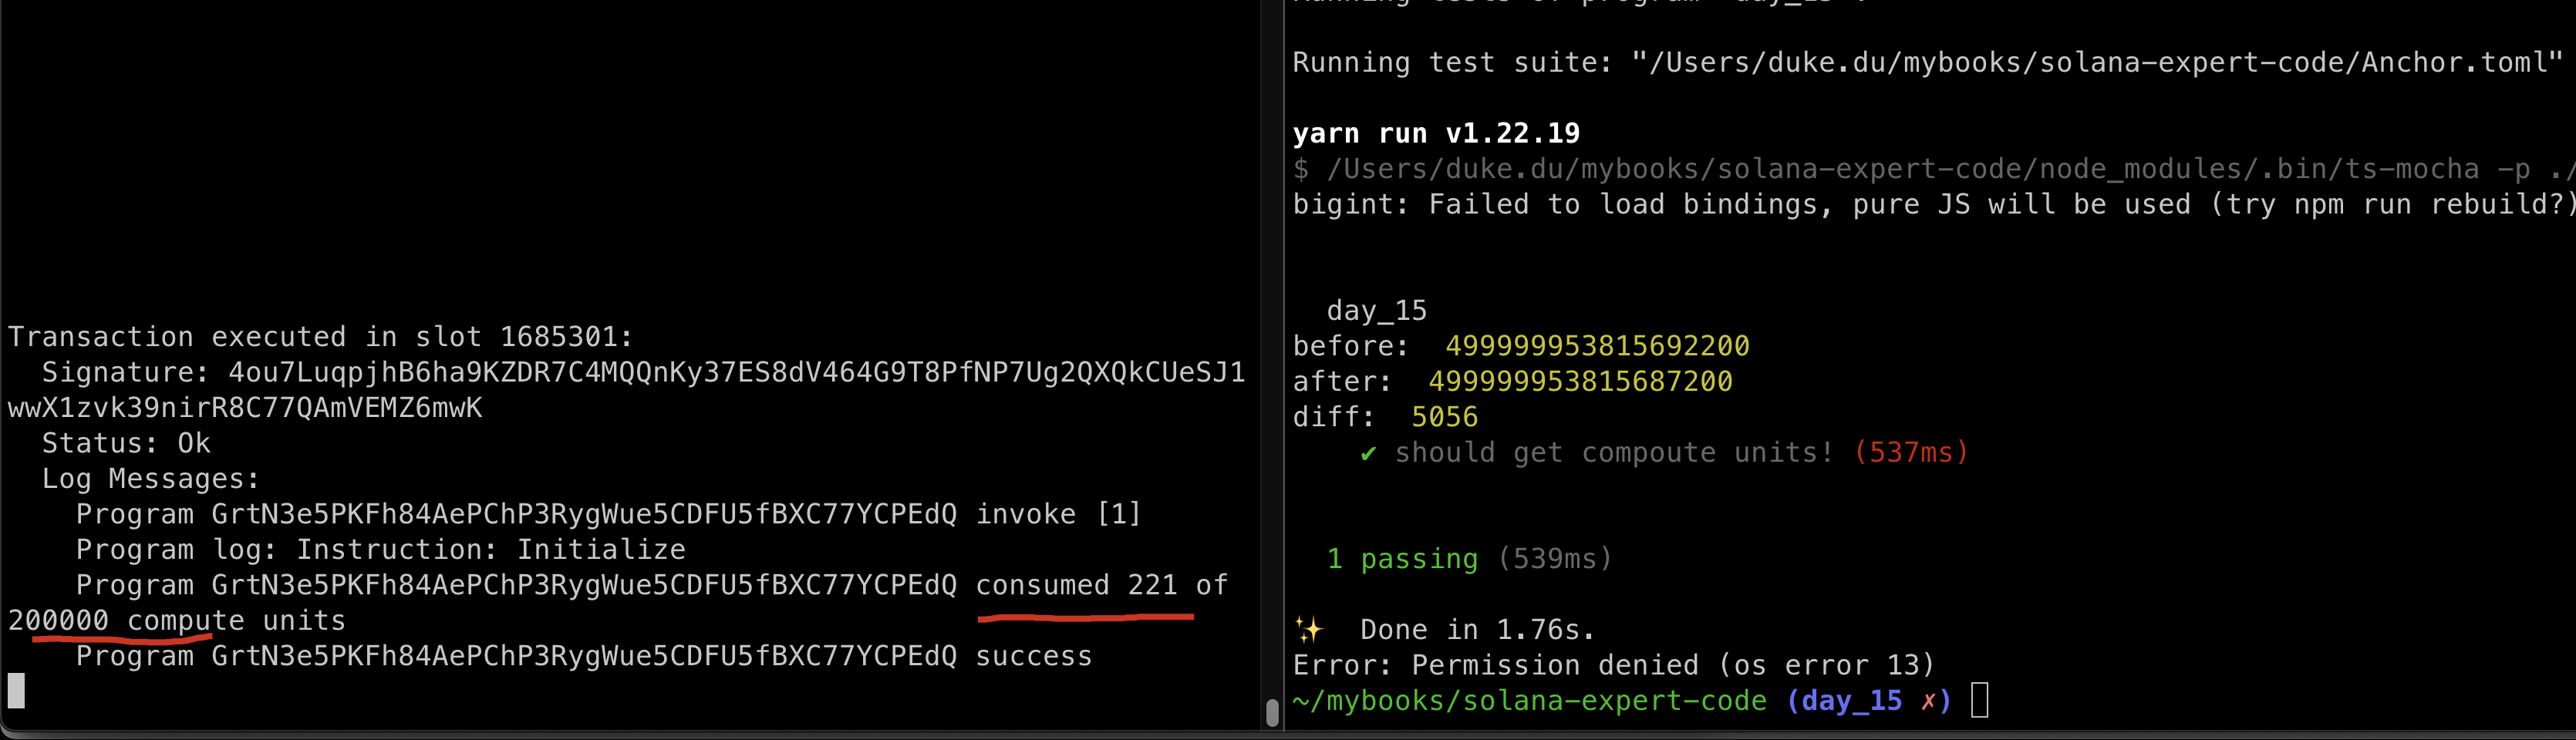 Transaction executed in slot 1685301:
Signature: 4ou7LuqpjhB6ha9KZDR7C4MQQnKy37ES8dV464G9T8PfNP7Ug2QXQkCUeSJ1
wwX1zvk39nirR8C77QAmVEMZ6mwK
Status: Ok
Log Messages:
Program GrtN3e5PKFh84AePChP3RygWue5CDFU5fBXC77YCPEdQ invoke [1]
Program log: Instruction: Initialize
Program GrtN3e5PKFh84AePChP3RygWue5CDFU5fBXC77YCPEdQ consumed 221 of
200000 compute units
Program GrtN3e5PKFh84AePChP3RygWue5CDFU5fBXC77YCPEdQ success
Running test suite: "/Users/duke.du/mybooks/solana-expert-code/Anchor.toml"
yarn run v1.22.19
$ /Users/duke.du/mybooks/solana-expert-code/node_modules/.bin/ts-mocha -p ./
bigint: Failed to load bindings, pure JS will be used (try npm run rebuild?)
day_15
before: 499999953815692200
after: 499999953815687200
diff: 5056
✔ should get compoute units! (537ms)
1 passing (539ms)
✨ Done in 1.76s.
Error: Permission denied (os error 13)
~/mybooks/solana-expert-code (day_15 ✗)